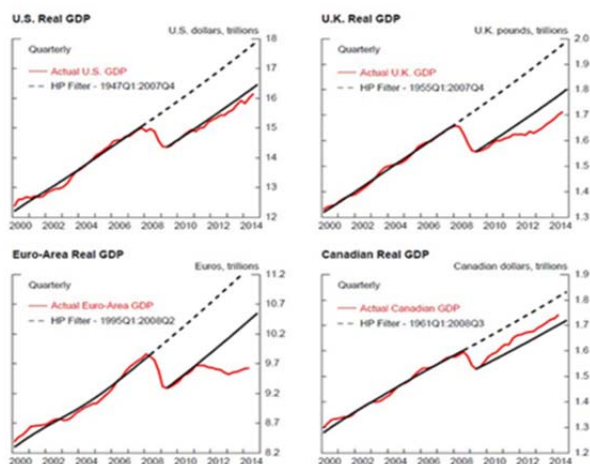 U.S. Real GDP
U.S. dollars, trillions
Quarterly
Actual U.S. GDP
HP Filter - 1947Q1:2007Q4
18
17
16
15
14
13
12
2000 2002 2004 2006 2008 2010 2012 2014
U.K. Real GDP
U.K. pounds, trillions
Quarterly
Actual U.K. GDP
HP Filter - 1955Q1:2007Q4
2.0
1.9
1.8
1.7
1.6
1.5
1.4
1.3
2000 2002 2004 2006 2008 2010 2012 2014
Euro-Area Real GDP
Euros, trillions
Quarterly
Actual Euro-Area GDP
HP Filter - 1995Q1:2008Q2
11.2
10.7
10.2
9.7
9.2
8.7
8.2
2000 2002 2004 2006 2008 2010 2012 2014
Canadian Real GDP
Canadian dollars, trillions
Quarterly
Actual Canadian GDP
HP Filter - 1961Q1:2008Q3
1.9
1.8
1.7
1.6
1.5
1.4
1.3
1.2
2000 2002 2004 2006 2008 2010 2012 2014